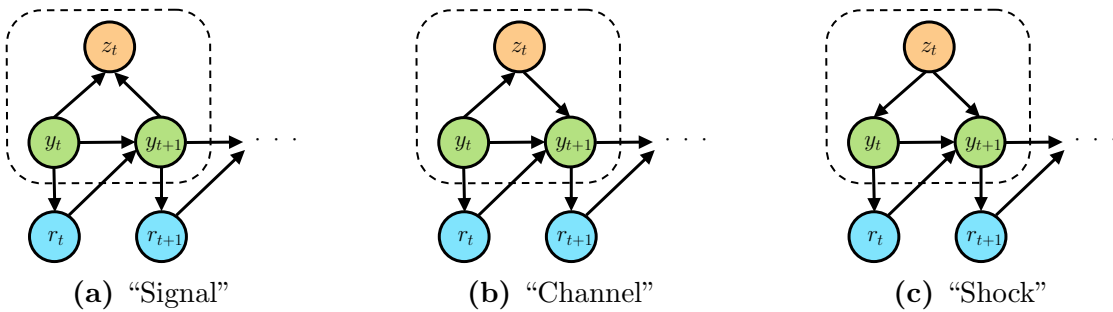 z_t z_t z_t
y_t y_{t+1} · · · y_t y_{t+1} · · · y_t y_{t+1} · · ·
r_t r_{t+1} r_t r_{t+1} r_t r_{t+1}
(a) “Signal” (b) “Channel” (c) “Shock”